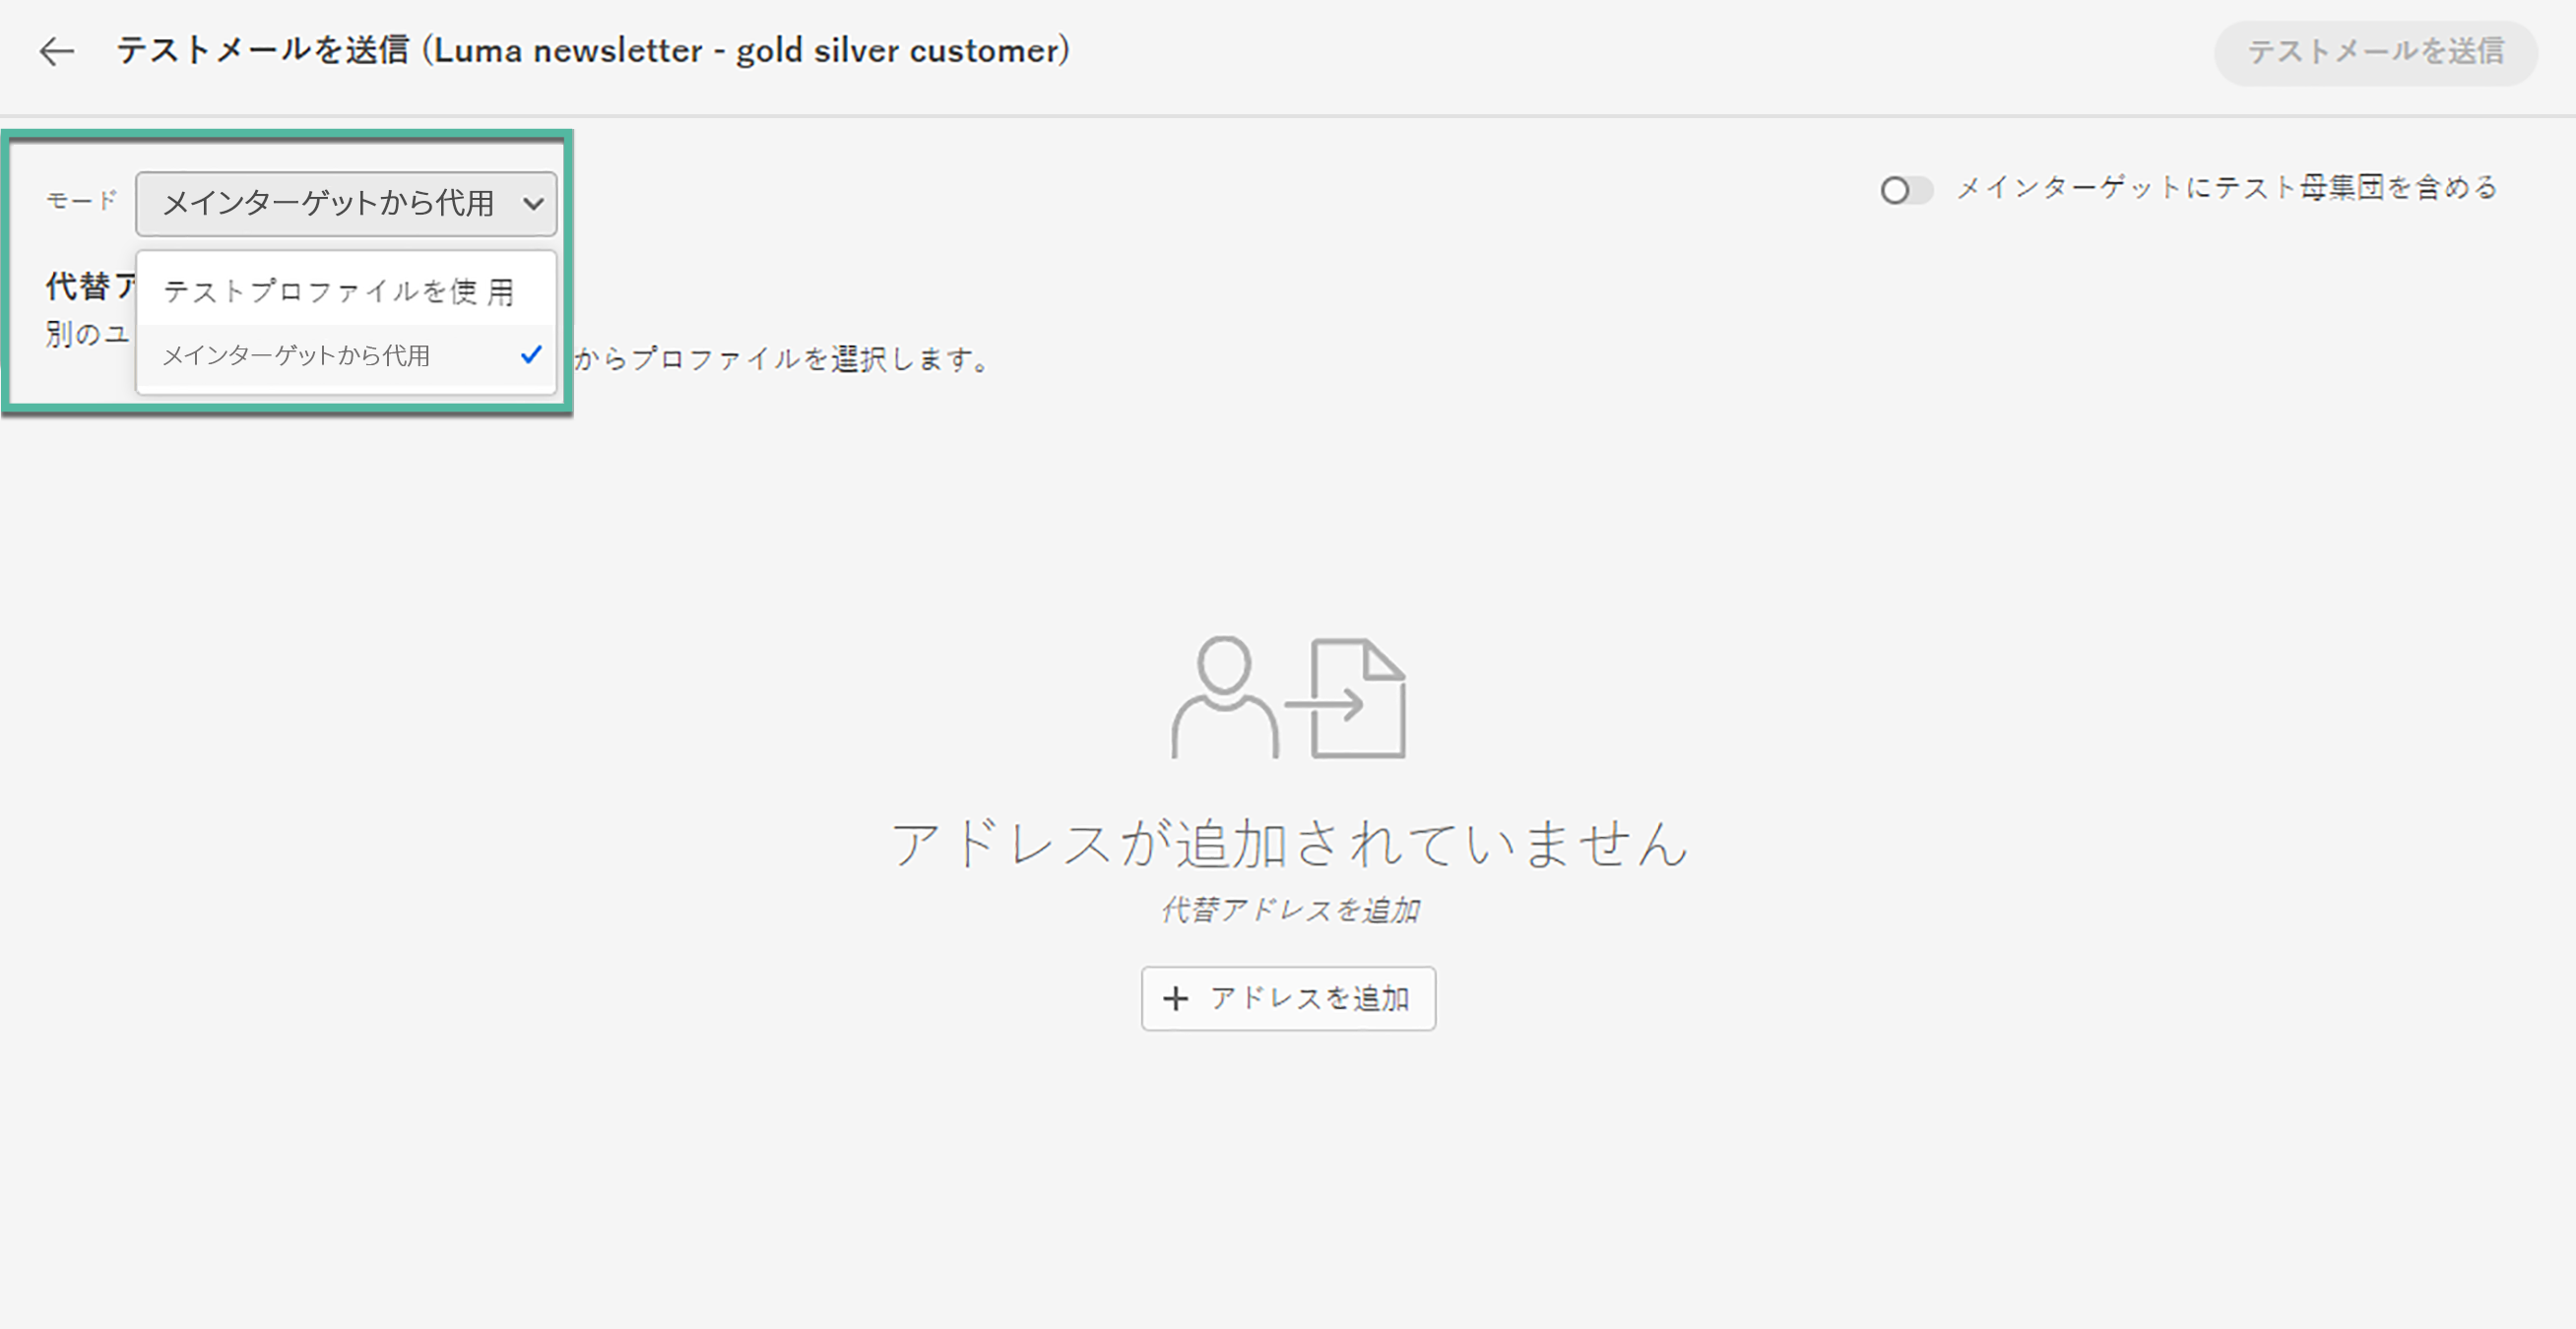 テストメールを送信 (Luma newsletter - gold silver customer)
テストメールを送信
モード メインターゲットから代用
メインターゲットにテスト母集団を含める
代替ア
テストプロファイルを使 用
別のユ
メインターゲットから代用
からプロファイルを選択します。
アドレスが追加されていません
代替アドレスを追加
アドレスを追加